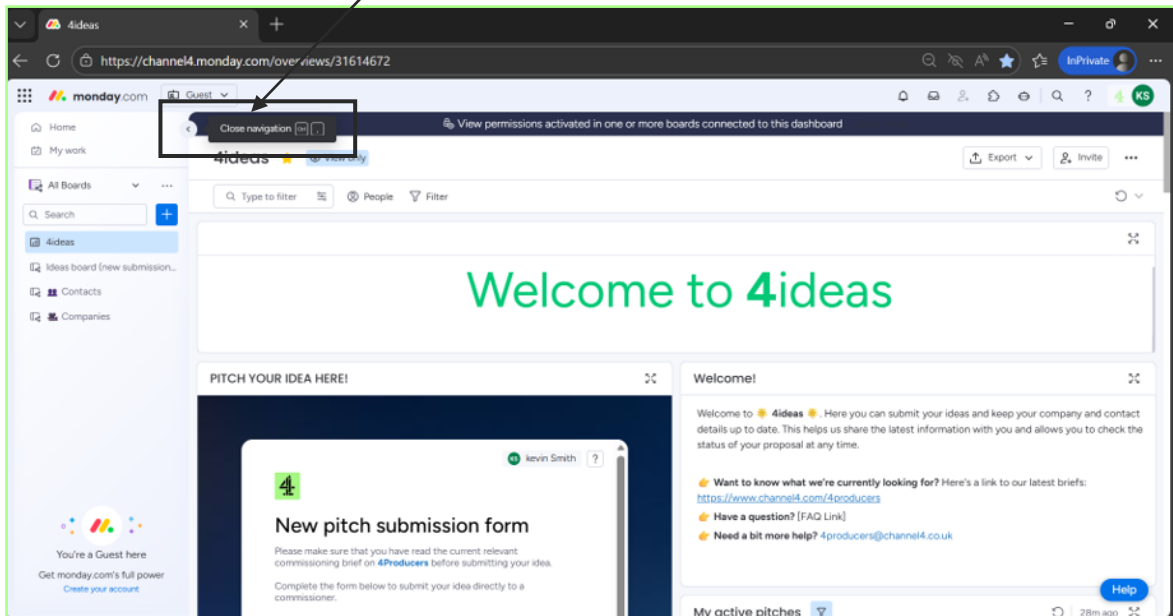 4ideas
https://channel4.monday.com/overviews/31614672
InPrivate
monday.com
Guest
KS
Home
Close navigation Ctrl .
View permissions activated in one or more boards connected to this dashboard
My work
4ideas
View only
Export
Invite
All Boards
Type to filter
People
Filter
Search
4ideas
Ideas board (new submission...
Contacts
Companies
Welcome to 4ideas
PITCH YOUR IDEA HERE!
kevin Smith ?
4
New pitch submission form
Please make sure that you have read the current relevant
commissioning brief on 4Producers before submitting your idea.
Complete the form below to submit your idea directly to a
commissioner.
Welcome!
Welcome to 4ideas . Here you can submit your ideas and keep your company and contact
details up to date. This helps us share the latest information with you and allows you to check the
status of your proposal at any time.
Want to know what we're currently looking for? Here's a link to our latest briefs:
https://www.channel4.com/4producers
Have a question? [FAQ Link]
Need a bit more help? 4producers@channel4.co.uk
My active pitches
28m ago
Help
You're a Guest here
Get monday.com's full power
Create your account